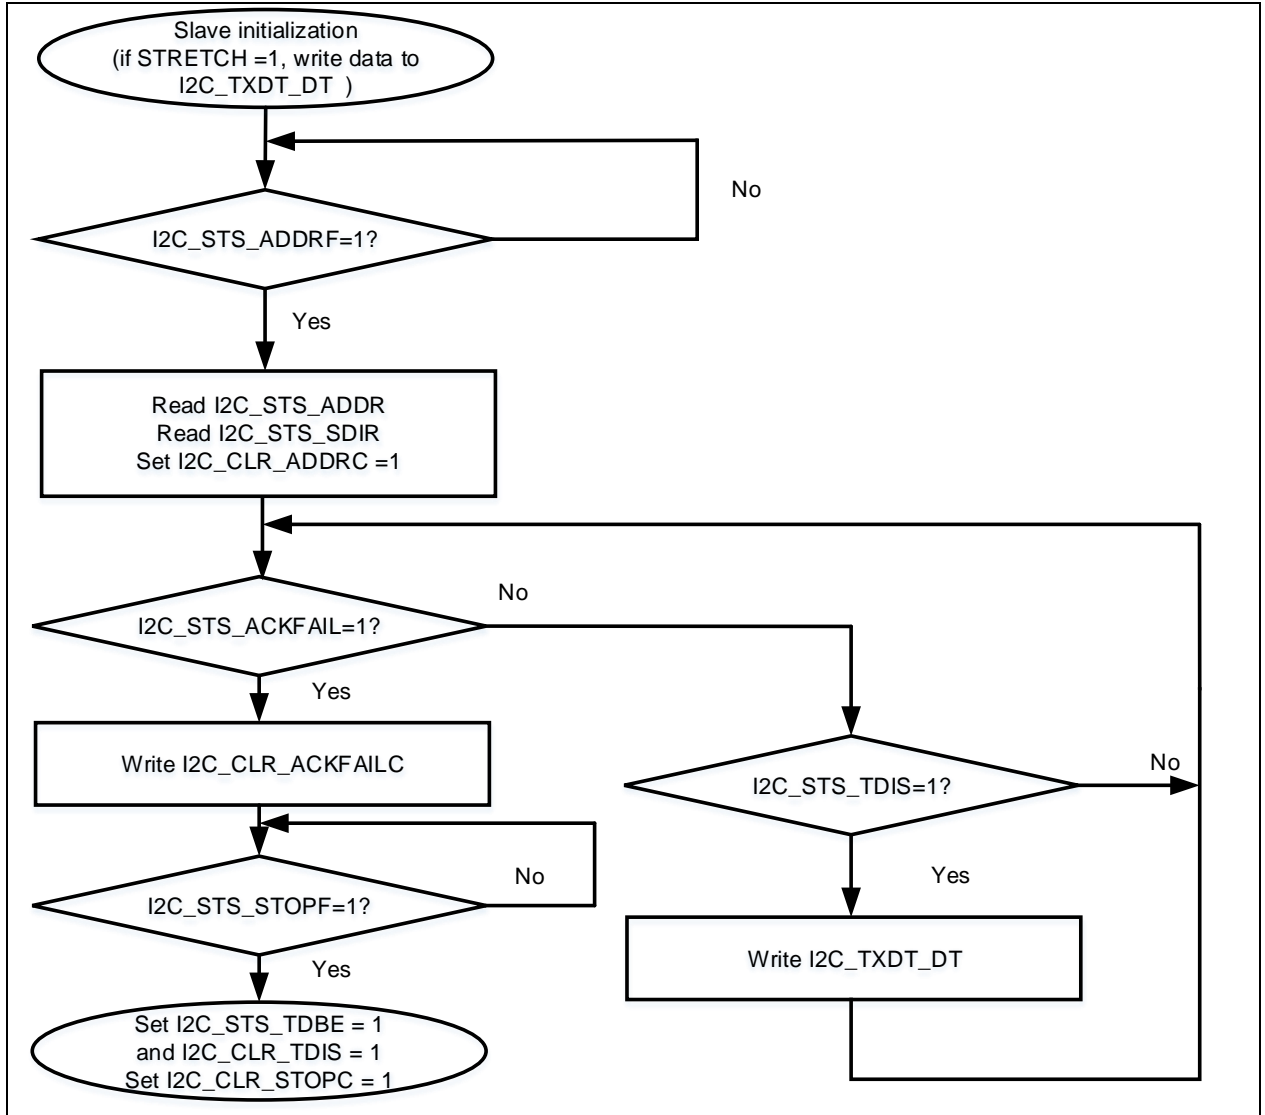 Slave initialization
(if STRETCH =1, write data to
I2C_TXDT_DT  )
No
I2C_STS_ADDRF=1?
Yes
Read I2C_STS_ADDR
Read I2C_STS_SDIR
Set I2C_CLR_ADDRC =1
No
I2C_STS_ACKFAIL=1?
Yes
Write I2C_CLR_ACKFAILC
No
I2C_STS_TDIS=1?
Yes
Write I2C_TXDT_DT
No
I2C_STS_STOPF=1?
Yes
Set I2C_STS_TDBE = 1
and I2C_CLR_TDIS = 1
Set I2C_CLR_STOPC = 1